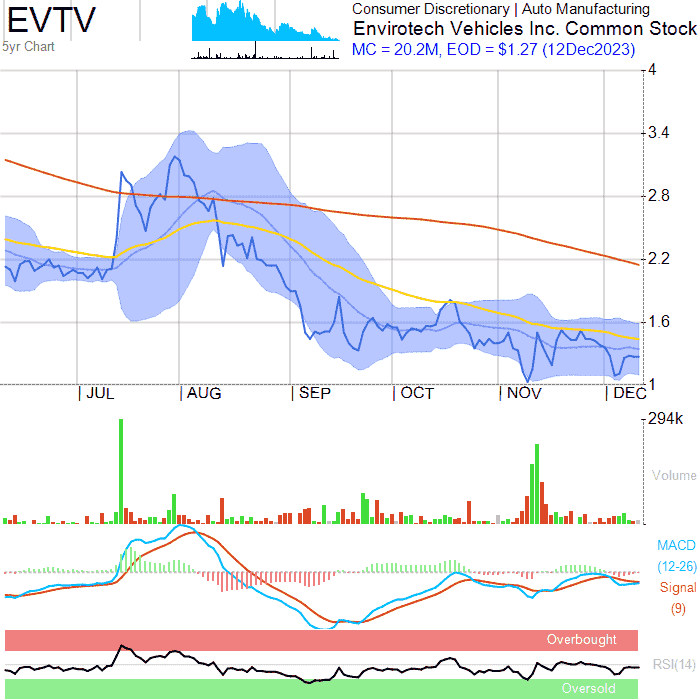 EVTV
5yr Chart
Consumer Discretionary | Auto Manufacturing
Envirotech Vehicles Inc. Common Stock
MC = 20.2M, EOD = $1.27 (12Dec2023)
4
3.4
2.8
2.2
1.6
1
| JUL | AUG | SEP | OCT | NOV | DEC
294k
Volume
MACD
(12-26)
Signal
(9)
Overbought
RSI(14)
Oversold